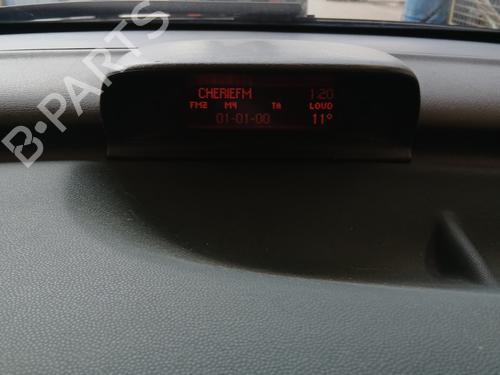 CHERIEFM 1:20
FM2 M4 TA LOUD
01-01-00 11°
B-PARTS